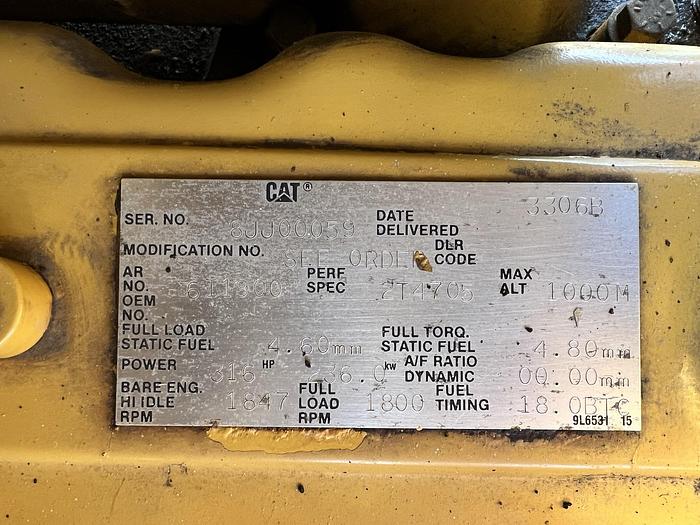 CAT®
3306B
SER. NO. 8JJ00059 DATE DELIVERED
MODIFICATION NO. SEE ORDER DLR CODE
AR NO. 611300 PERF SPEC 2T4705 MAX ALT 1000M
OEM NO.
FULL LOAD STATIC FUEL 4.60mm FULL TORQ. STATIC FUEL 4.80mm
POWER 316 HP 236.0 kw A/F RATIO DYNAMIC 00.00mm
BARE ENG. HI IDLE RPM 1847 FULL LOAD RPM 1800 FUEL TIMING 18.0BTC
9L6531 15